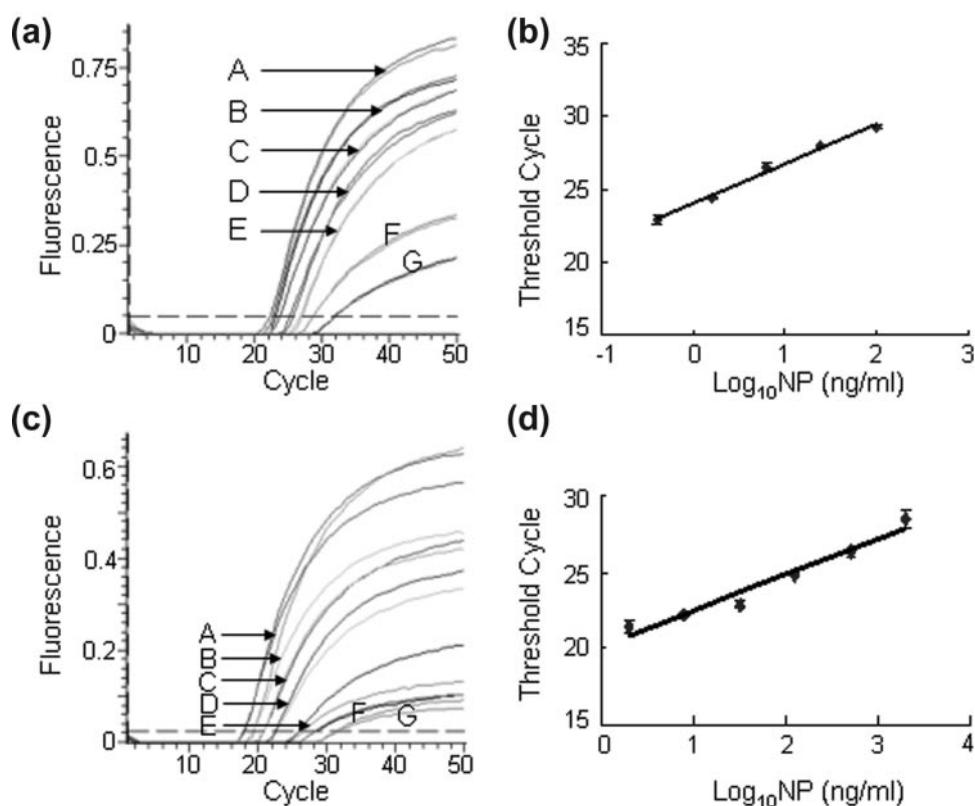 (a)
Fluorescence
0.75
0.5
0.25
0
A
B
C
D
E
F
G
10 20 30 40 50
Cycle
(b)
Threshold Cycle
35
30
25
20
15
-1 0 1 2 3
Log₁₀NP (ng/ml)
(c)
Fluorescence
0.6
0.4
0.2
0
A
B
C
D
E
F
G
10 20 30 40 50
Cycle
(d)
Threshold Cycle
30
25
20
15
0 1 2 3 4
Log₁₀NP (ng/ml)